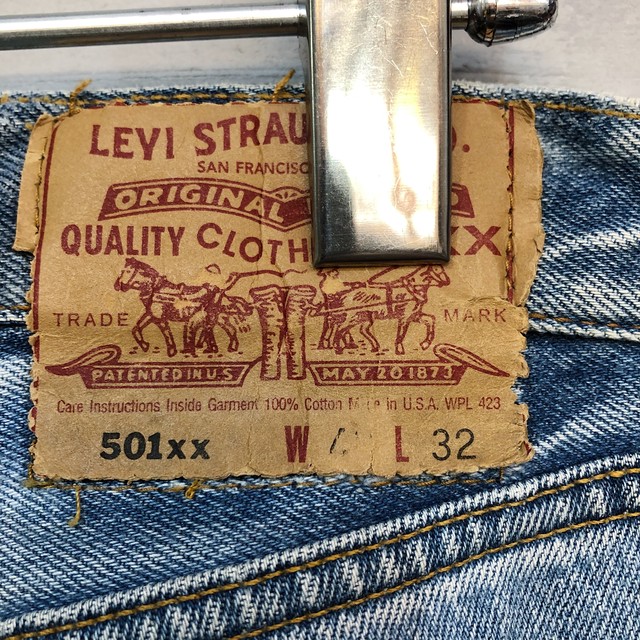 LEVI STRAU
SAN FRANCISC
ORIGINAL
QUALITY CLOTH XX
TRADE MARK
PATENTED IN U.S. MAY 20 1873
Care Instructions Inside Garment 100% Cotton Made in U.S.A. WPL 423
501xx W L 32